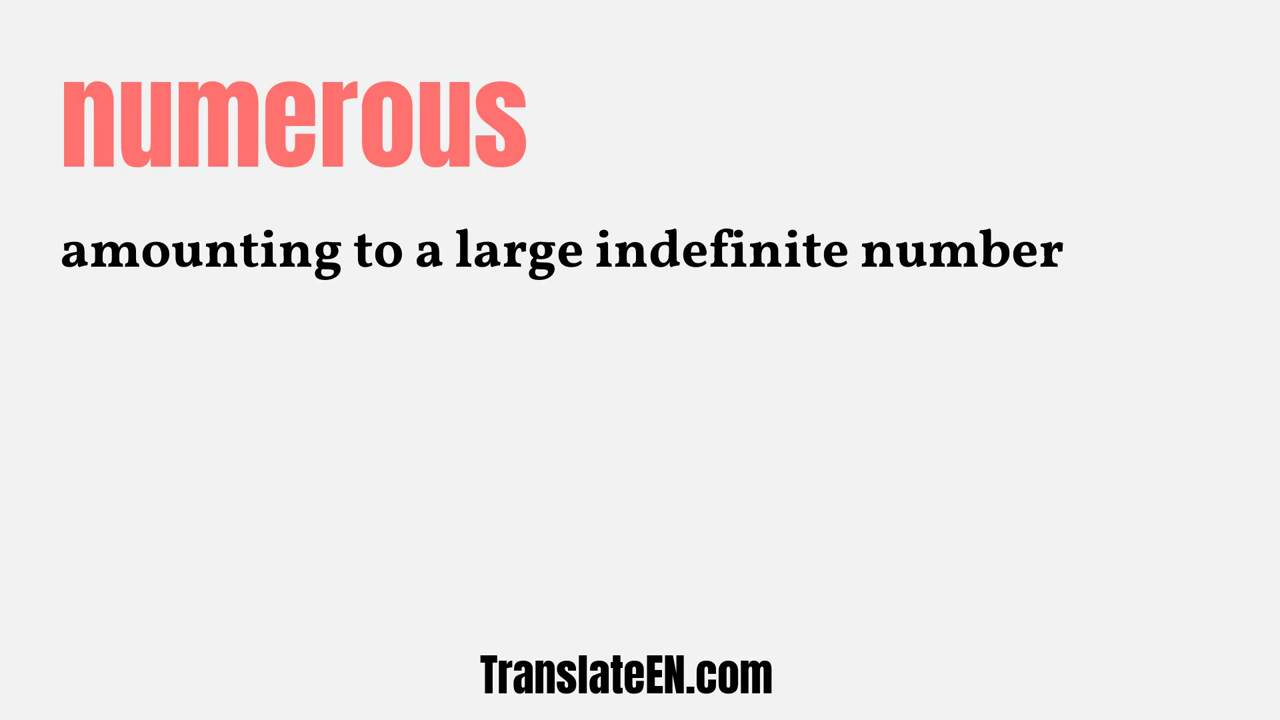 numerous
amounting to a large indefinite number
TranslateEN.com